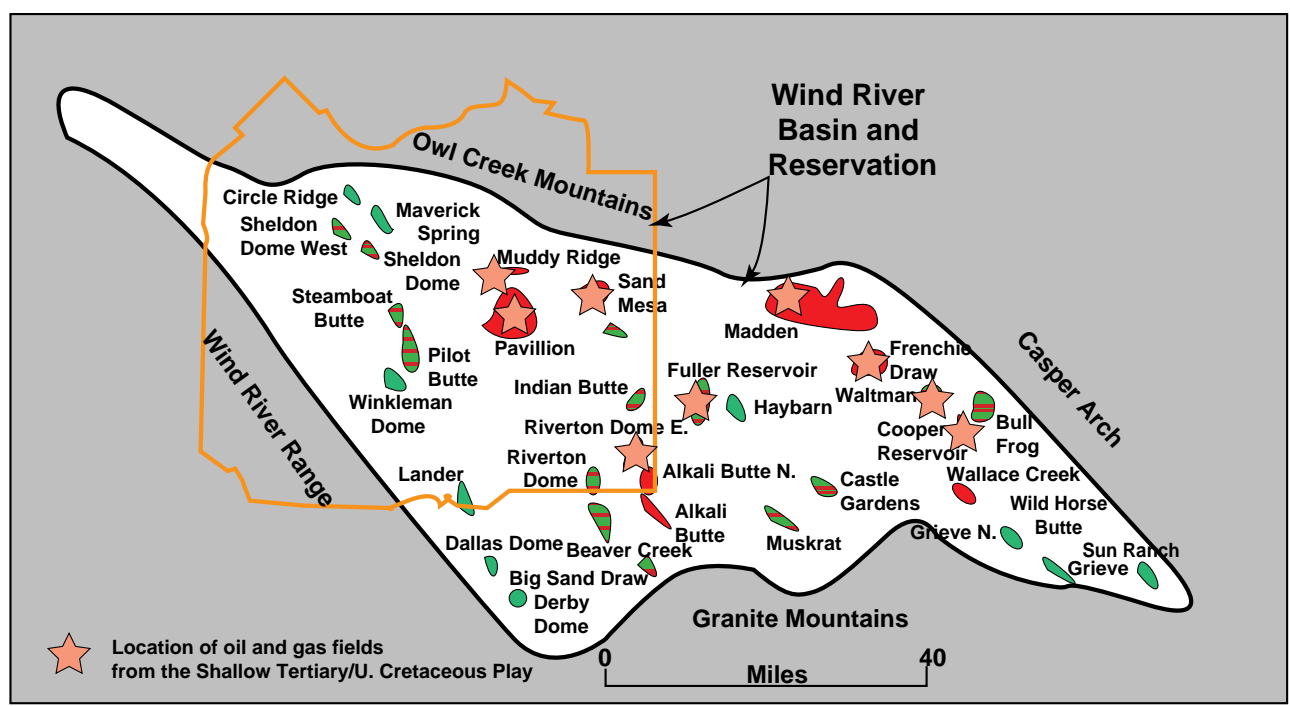 Wind River
Basin and
Reservation
Owl Creek Mountains
Circle Ridge
Maverick
Spring
Sheldon
Dome West
Sheldon
Dome
Muddy Ridge
Sand
Mesa
Steamboat
Butte
Madden
Pavillion
Frenchie
Draw
Casper Arch
Wind River Range
Pilot
Butte
Fuller Reservoir
Indian Butte
Waltman
Winkleman
Dome
Haybarn
Riverton Dome E.
Cooper
Reservoir
Bull
Frog
Riverton
Dome
Lander
Alkali Butte N.
Castle
Gardens
Wallace Creek
Alkali
Butte
Wild Horse
Butte
Muskrat
Grieve N.
Dallas Dome
Beaver Creek
Sun Ranch
Grieve
Big Sand Draw
Derby
Dome
Granite Mountains
Location of oil and gas fields
from the Shallow Tertiary/U. Cretaceous Play
0
40
Miles